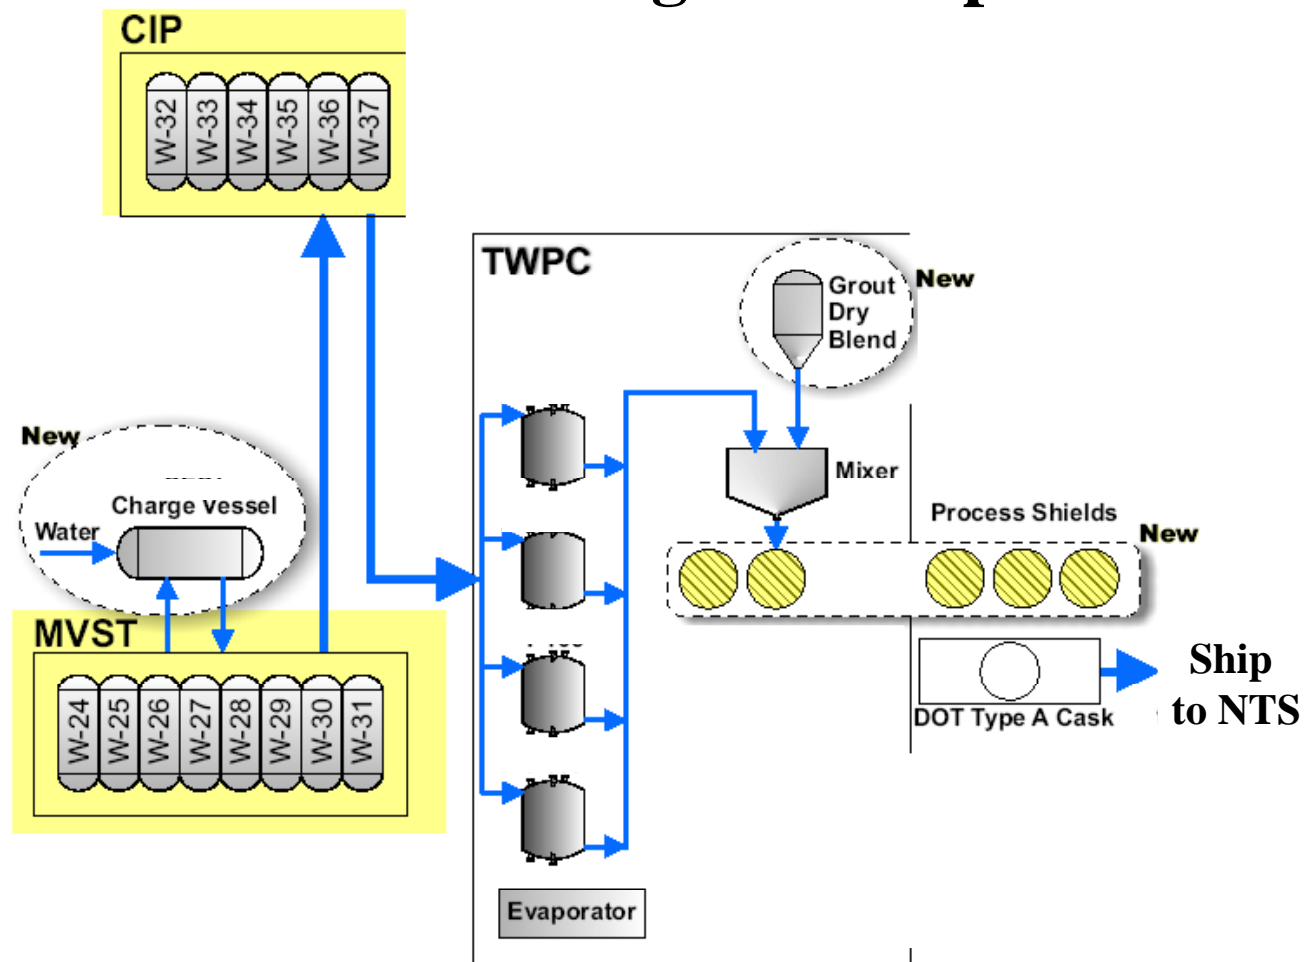 CIP
W-32
W-33
W-34
W-35
W-36
W-37
TWPC
Grout
Dry
Blend
New
New
Charge vessel
Water
Mixer
Process Shields
New
MVST
W-24
W-25
W-26
W-27
W-28
W-29
W-30
W-31
Ship
to NTS
DOT Type A Cask
Evaporator